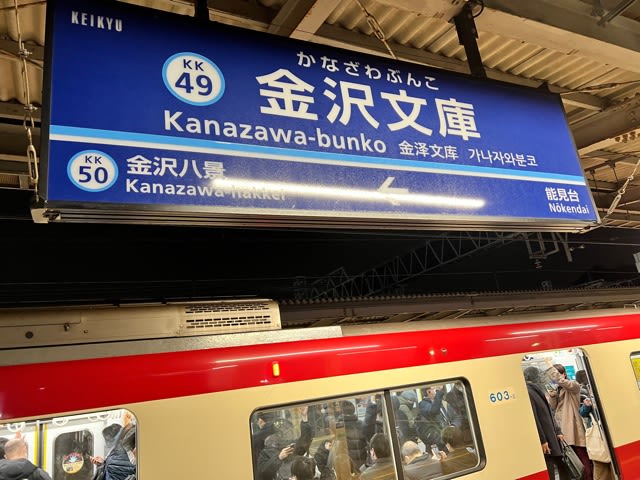 KEIKYU
KK
49
かなざわぶんこ
金沢文庫
Kanazawa-bunko
金泽文库 가나자와분코
KK
50
金沢八景
Kanazawa-hakkei
能見台
Nōkendai
603